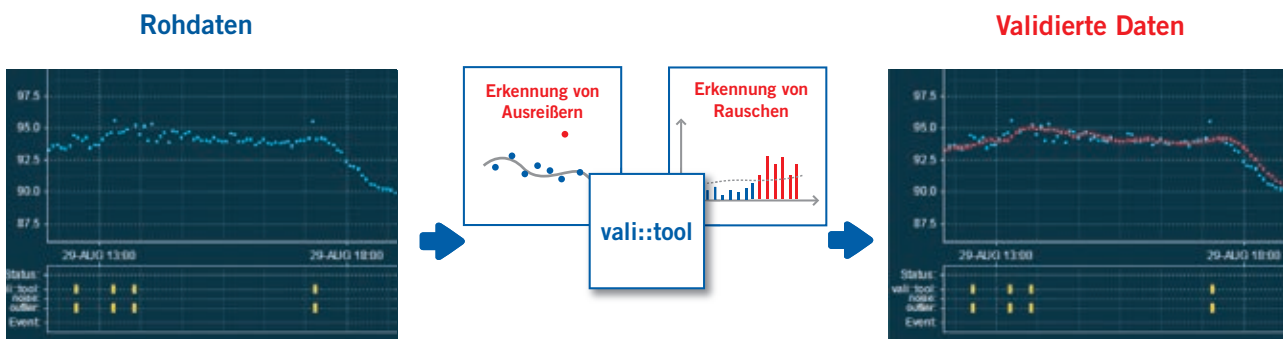 Rohdaten
Validierte Daten
97.5
95.0
92.5
90.0
87.5
29-AUG 13:00
29-AUG 18:00
Status:
noise:
outlier:
Event:
Erkennung von
Ausreißern
Erkennung von
Rauschen
vali::tool
97.5
95.0
92.5
90.0
87.5
29-AUG 13:00
29-AUG 18:00
Status:
vali::tool:
noise:
outlier:
Event: